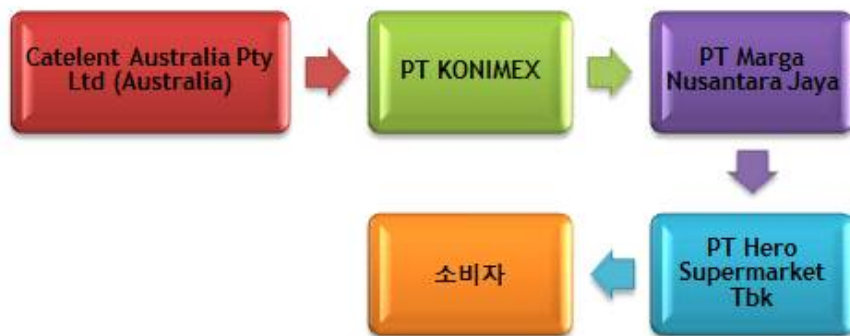 Catelent Australia Pty
Ltd (Australia)
PT KONIMEX
PT Marga
Nusantara Jaya
PT Hero
Supermarket
Tbk
소비자